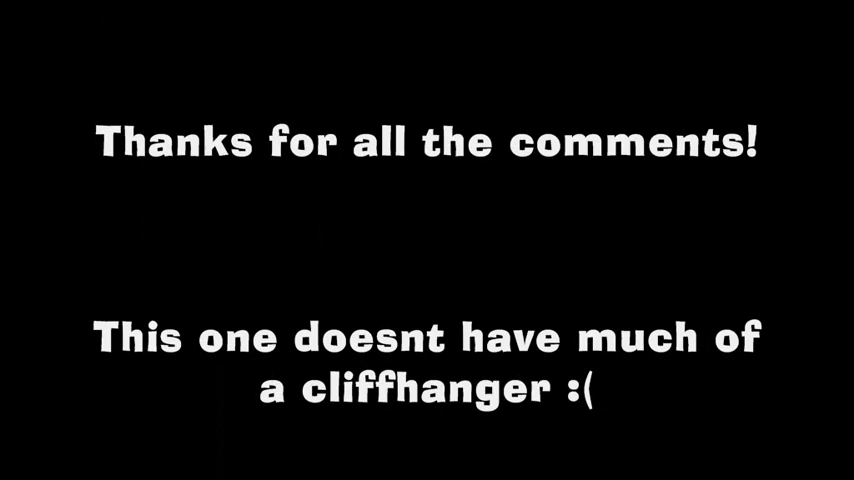 Thanks for all the comments!
This one doesnt have much of
a cliffhanger :(